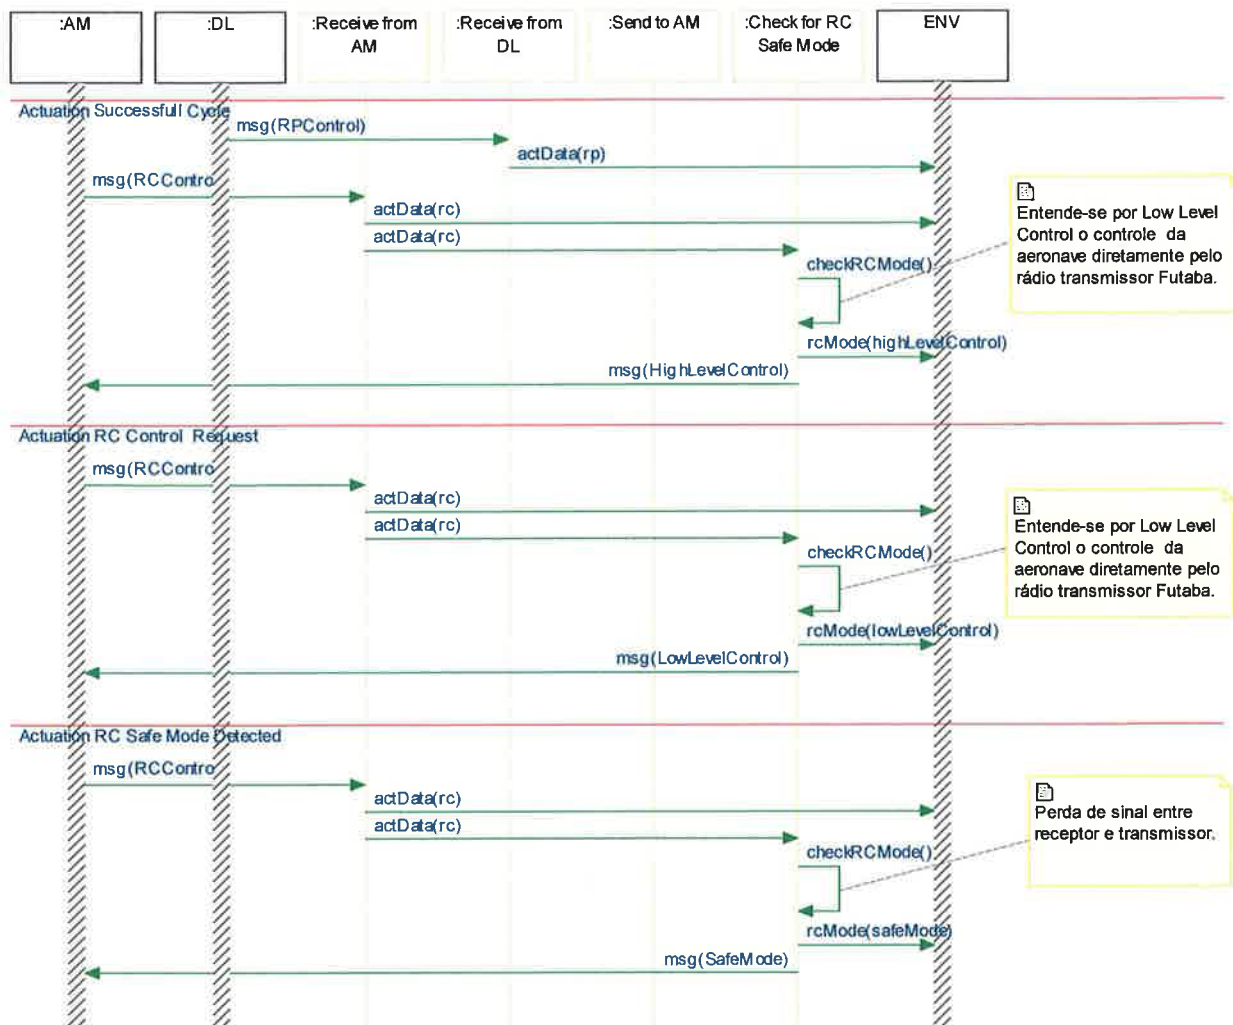 :AM
:DL
:Receive from
AM
:Receive from
DL
:Send to AM
:Check for RC
Safe Mode
ENV
Actuation Successfull Cycle
msg(RPControl)
actData(rp)
msg(RCContro
actData(rc)
actData(rc)
checkRCMode()
Entende-se por Low Level
Control o controle da
aeronave diretamente pelo
rádio transmissor Futaba.
rcMode(highLevelControl)
msg(HighLevelControl)
Actuation RC Control Request
msg(RCContro
actData(rc)
actData(rc)
checkRCMode()
Entende-se por Low Level
Control o controle da
aeronave diretamente pelo
rádio transmissor Futaba.
rcMode(lowLevelControl)
msg(LowLevelControl)
Actuation RC Safe Mode Detected
msg(RCContro
actData(rc)
actData(rc)
checkRCMode()
Perda de sinal entre
receptor e transmissor.
rcMode(safeMode)
msg(SafeMode)